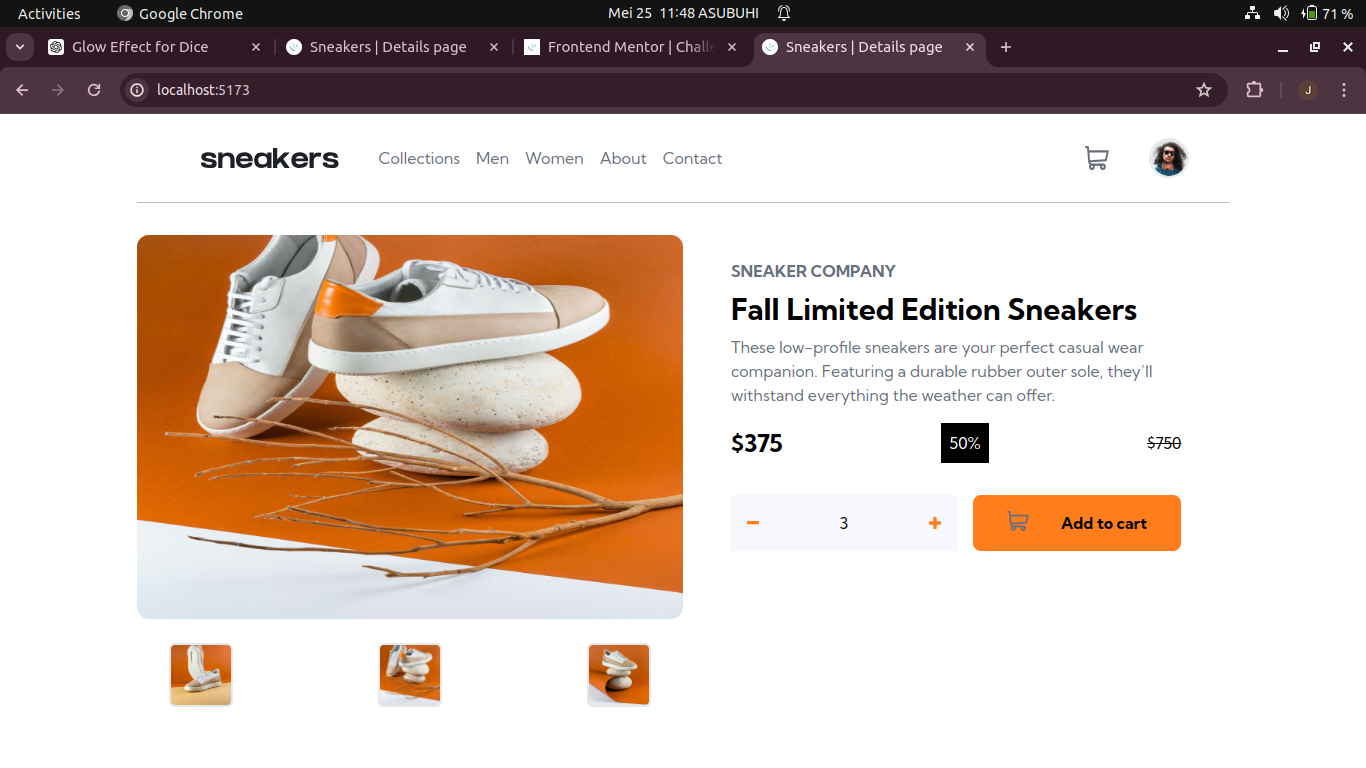 Activities Google Chrome Mei 25 11:48 ASUBUHI 71 %
Glow Effect for Dice Sneakers | Details page Frontend Mentor | Challe Sneakers | Details page
localhost:5173 J
sneakers Collections Men Women About Contact
SNEAKER COMPANY
Fall Limited Edition Sneakers
These low-profile sneakers are your perfect casual wear
companion. Featuring a durable rubber outer sole, they’ll
withstand everything the weather can offer.
$375 50% $750
3 Add to cart